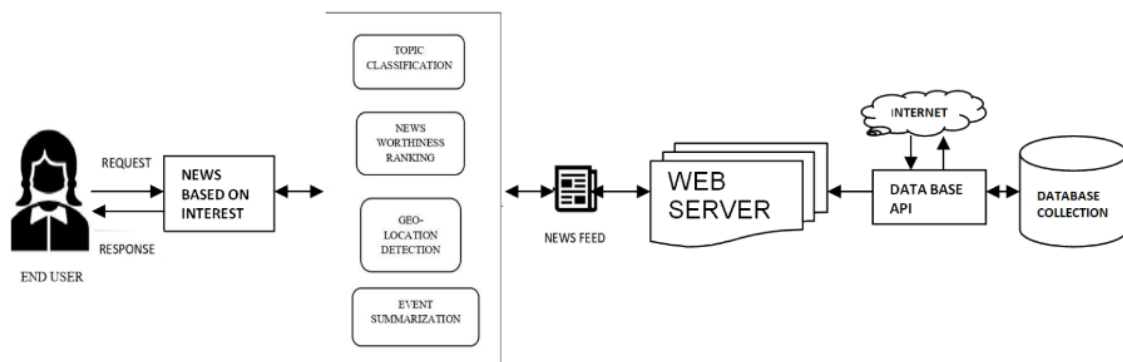 REQUEST
RESPONSE
END USER
NEWS
BASED ON
INTEREST
TOPIC
CLASSIFICATION
NEWS
WORTHINESS
RANKING
GEO-
LOCATION
DETECTION
EVENT
SUMMARIZATION
NEWS FEED
WEB
SERVER
INTERNET
DATA BASE
API
DATABASE
COLLECTION